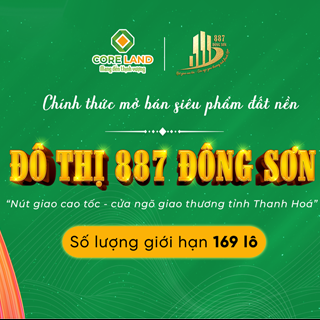 CORE LAND
887
Chính thức mở bán siêu phẩm đất nền
ĐÔ THỊ 887 ĐÔNG SƠN
“Nút giao cao tốc - cửa ngã giao thương tỉnh Thanh Hoá”
Số lượng giới hạn 169 lô